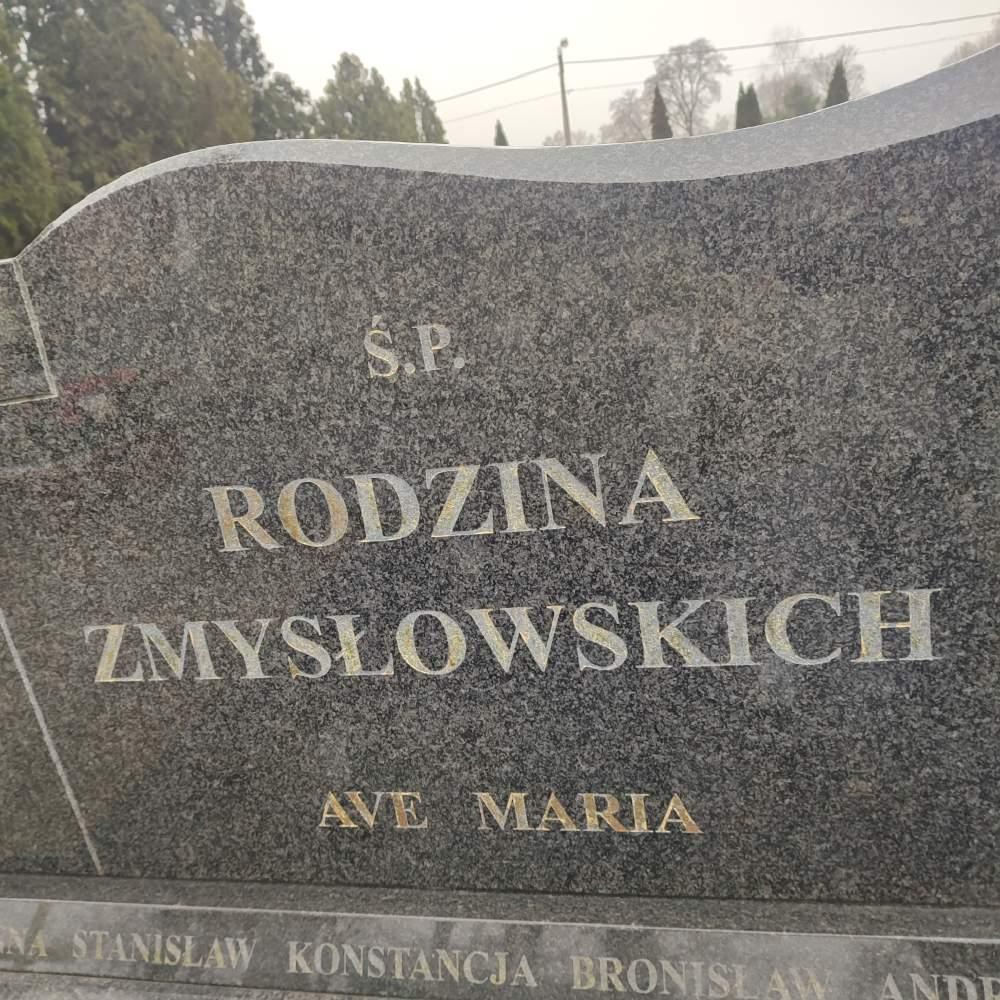 Ś.P.
RODZINA
ZMYSŁOWSKICH
AVE MARIA
STANISŁAW KONSTANCJA BRONISŁAW